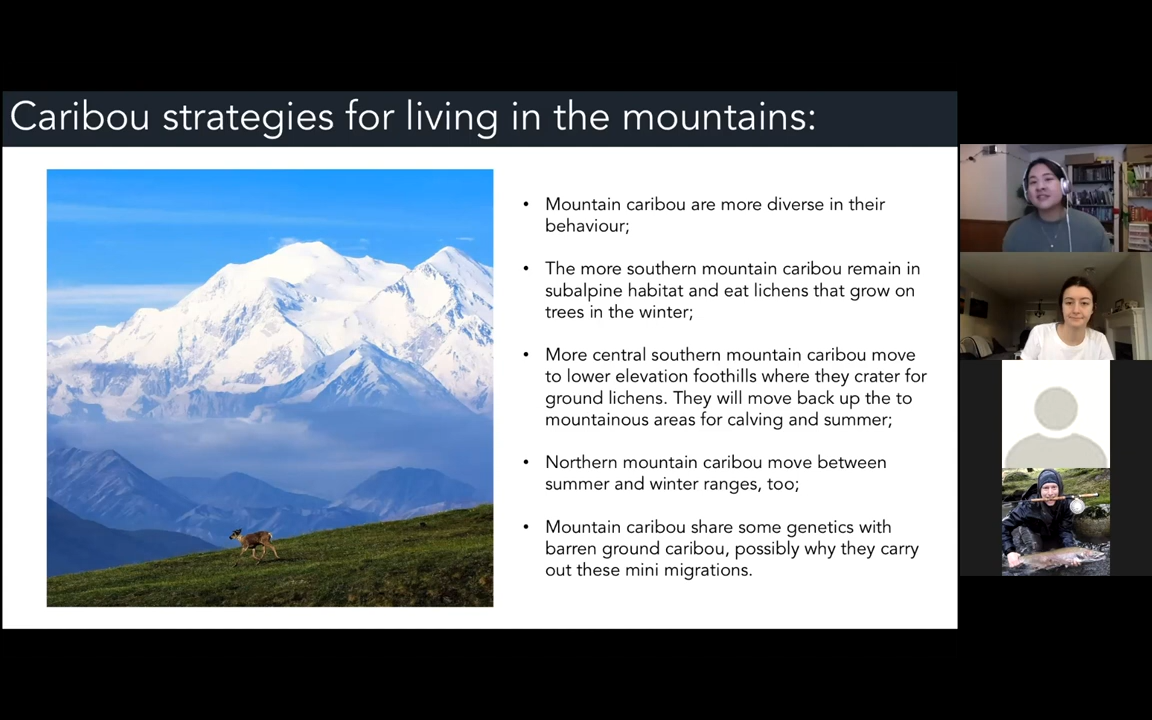 Caribou strategies for living in the mountains:
• Mountain caribou are more diverse in their
behaviour;
• The more southern mountain caribou remain in
subalpine habitat and eat lichens that grow on
trees in the winter;
• More central southern mountain caribou move
to lower elevation foothills where they crater for
ground lichens. They will move back up the to
mountainous areas for calving and summer;
• Northern mountain caribou move between
summer and winter ranges, too;
• Mountain caribou share some genetics with
barren ground caribou, possibly why they carry
out these mini migrations.